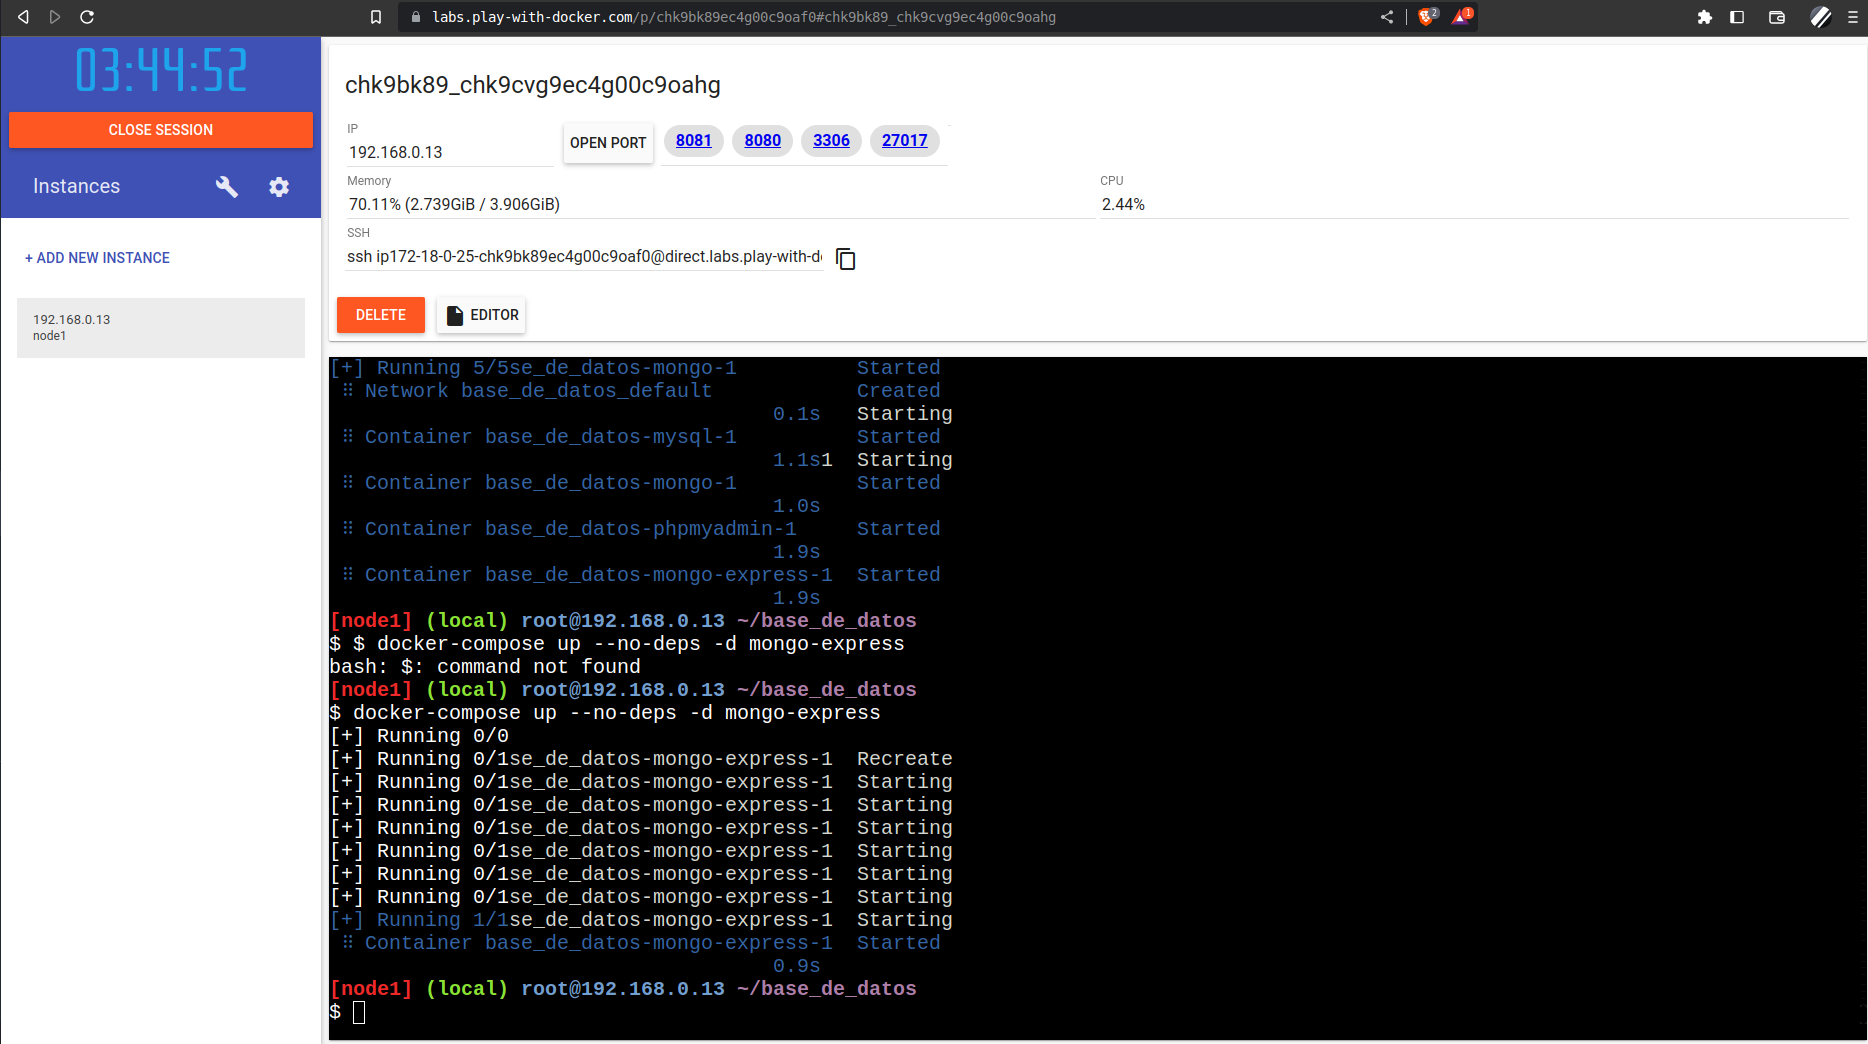 labs.play-with-docker.com/p/chk9bk89ec4g00c9oaf0#chk9bk89_chk9cvg9ec4g00c9oahg
2
1
03:44:52
CLOSE SESSION
Instances
+ ADD NEW INSTANCE
192.168.0.13
node1
chk9bk89_chk9cvg9ec4g00c9oahg
IP
192.168.0.13
OPEN PORT
8081 8080 3306 27017
Memory
70.11% (2.739GiB / 3.906GiB)
CPU
2.44%
SSH
ssh ip172-18-0-25-chk9bk89ec4g00c9oaf0@direct.labs.play-with-d
DELETE
EDITOR
[+] Running 5/5se_de_datos-mongo-1 Started
⠿ Network base_de_datos_default Created
0.1s Starting
⠿ Container base_de_datos-mysql-1 Started
1.1s1 Starting
⠿ Container base_de_datos-mongo-1 Started
1.0s
⠿ Container base_de_datos-phpmyadmin-1 Started
1.9s
⠿ Container base_de_datos-mongo-express-1 Started
1.9s
[node1] (local) root@192.168.0.13 ~/base_de_datos
$ $ docker-compose up --no-deps -d mongo-express
bash: $: command not found
[node1] (local) root@192.168.0.13 ~/base_de_datos
$ docker-compose up --no-deps -d mongo-express
[+] Running 0/0
[+] Running 0/1se_de_datos-mongo-express-1 Recreate
[+] Running 0/1se_de_datos-mongo-express-1 Starting
[+] Running 0/1se_de_datos-mongo-express-1 Starting
[+] Running 0/1se_de_datos-mongo-express-1 Starting
[+] Running 0/1se_de_datos-mongo-express-1 Starting
[+] Running 0/1se_de_datos-mongo-express-1 Starting
[+] Running 0/1se_de_datos-mongo-express-1 Starting
[+] Running 1/1se_de_datos-mongo-express-1 Starting
⠿ Container base_de_datos-mongo-express-1 Started
0.9s
[node1] (local) root@192.168.0.13 ~/base_de_datos
$